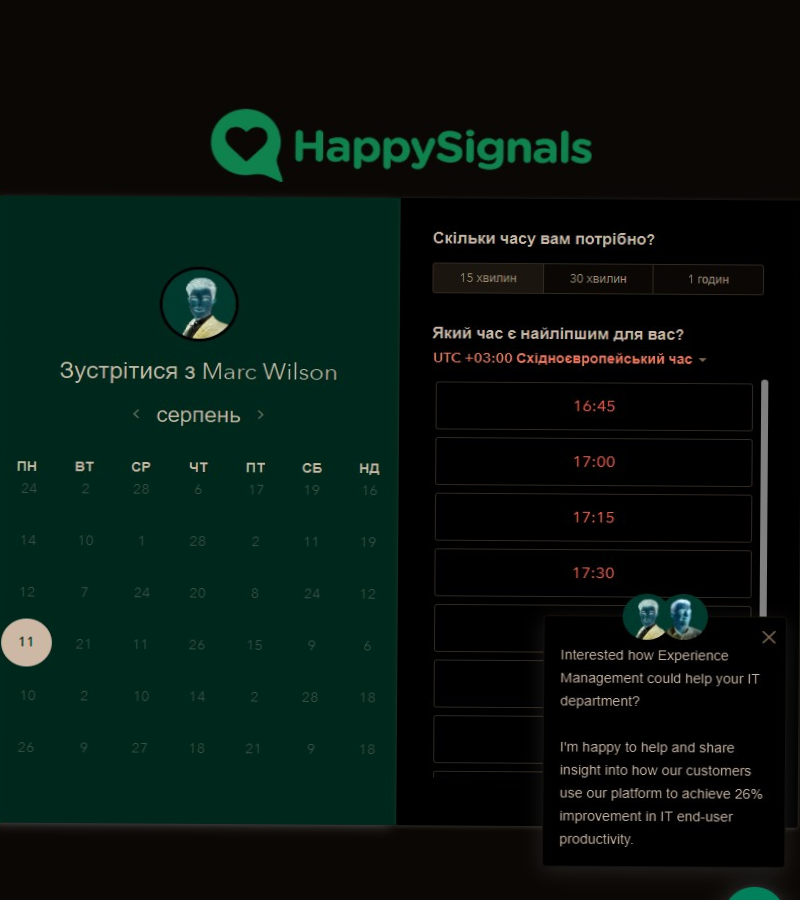 HappySignals
Зустрітися з Marc Wilson
серпень
ПН ВТ СР ЧТ ПТ СБ НД
24 2 28 6 17 19 16
14 10 1 28 2 11 19
12 7 24 20 8 24 12
11 21 11 26 15 9 6
10 2 10 14 2 28 18
26 9 27 18 21 9 18
Скільки часу вам потрібно?
15 хвилин 30 хвилин 1 годин
Який час є найліпшим для вас?
UTC +03:00 Східноєвропейський час
16:45
17:00
17:15
17:30
Interested how Experience
Management could help your IT
department?
I'm happy to help and share
insight into how our customers
use our platform to achieve 26%
improvement in IT end-user
productivity.